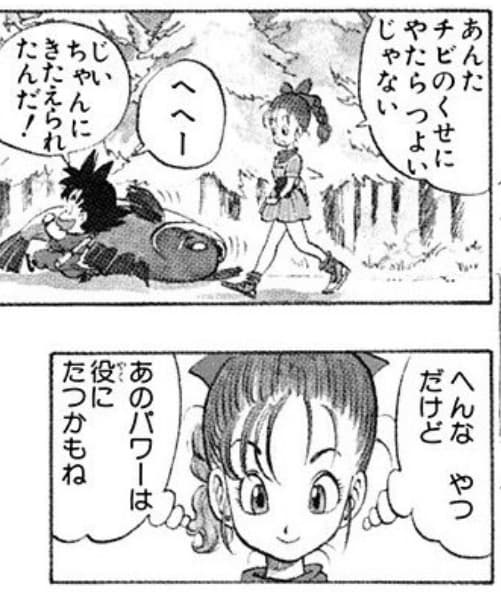 あんた
チビのくせに
やたらつよい
じゃない
へへー
じい
ちゃんに
きたえられ
たんだ!
へんな やつ
だけど
あのパワーは
役に
たつかもね